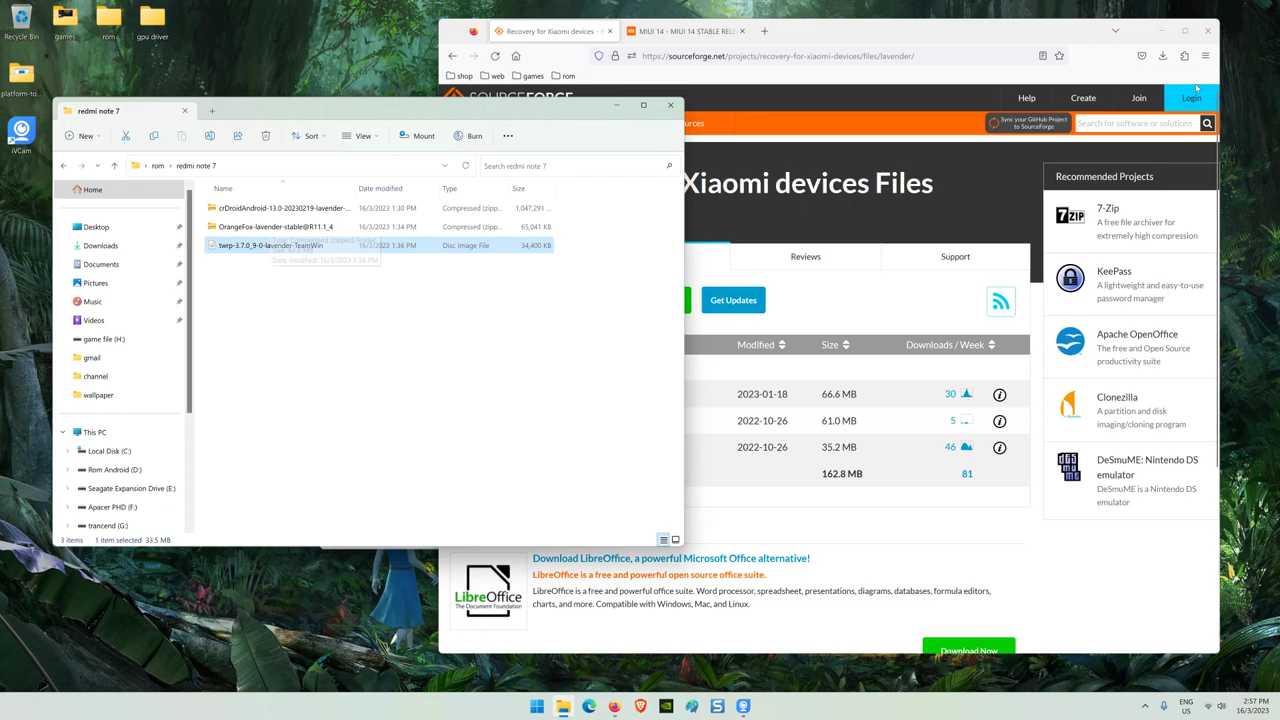 Recycle Bin
games
rom
gpu driver
platform-to...
iVCam
redmi note 7
New
Sort
View
Mount
Burn
rom
redmi note 7
Search redmi note 7
Home
Desktop
Downloads
Documents
Pictures
Music
Videos
game file (H:)
gmail
channel
wallpaper
This PC
Local Disk (C:)
Rom Android (D:)
Seagate Expansion Drive (E:)
Apacer PHD (F:)
trancend (G:)
Name
Date modified
Type
Size
crDroidAndroid-13.0-20230219-lavender-...
16/3/2023 1:30 PM
Compressed (zipp...
1,047,291 ...
OrangeFox-lavender-stable@R11.1_4
16/3/2023 1:34 PM
Compressed (zipp...
65,041 KB
twrp-3.7.0_9-0-lavender-TeamWin
16/3/2023 1:36 PM
Disc Image File
34,400 KB
Date modified: 16/3/2023 1:34 PM
3 items
1 item selected 33.5 MB
Recovery for Xiaomi devices - B
MIUI 14 - MIUI 14 STABLE REL
https://sourceforge.net/projects/recovery-for-xiaomi-devices/files/lavender/
shop
web
games
rom
SOURCEFORGE
Help
Create
Join
Login
urces
Sync your GitHub Project
to SourceForge
Search for software or solutions
Xiaomi devices Files
Reviews
Support
Get Updates
Modified
Size
Downloads / Week
2023-01-18
66.6 MB
30
2022-10-26
61.0 MB
5
2022-10-26
35.2 MB
46
162.8 MB
81
Recommended Projects
7-Zip
A free file archiver for
extremely high compression
KeePass
A lightweight and easy-to-use
password manager
Apache OpenOffice
The free and Open Source
productivity suite
Clonezilla
A partition and disk
imaging/cloning program
DeSmuME: Nintendo DS
emulator
DeSmuME is a Nintendo DS
emulator
LibreOffice
The Document Foundation
Download LibreOffice, a powerful Microsoft Office alternative!
LibreOffice is a free and powerful open source office suite.
LibreOffice is a free and powerful office suite. Word processor, spreadsheet, presentations, diagrams, databases, formula editors,
charts, and more. Compatible with Windows, Mac, and Linux.
Download Now
ENG
US
2:57 PM
16/3/2023